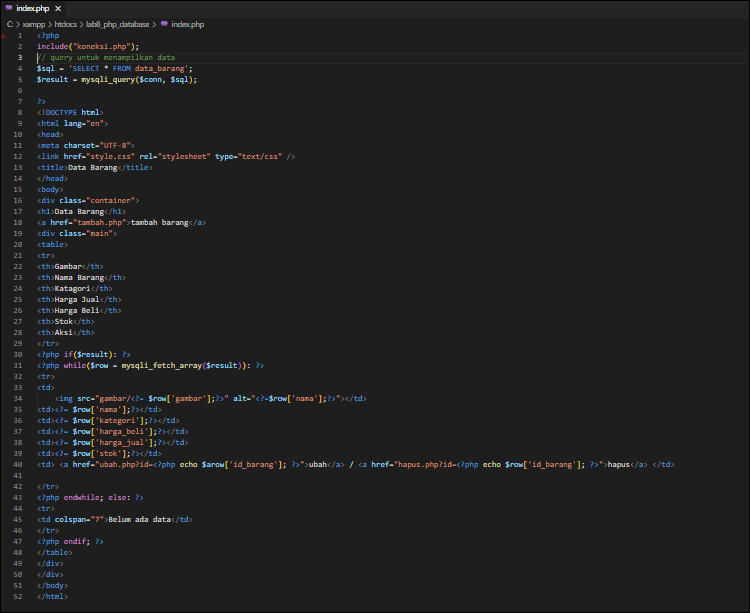 index.php ×
C: > xampp > htdocs > lab8_php_database > index.php
1 <?php
2 include("koneksi.php");
3 // query untuk menampilkan data
4 $sql = 'SELECT * FROM data_barang';
5 $result = mysqli_query($conn, $sql);
6
7 ?>
8 <!DOCTYPE html>
9 <html lang="en">
10 <head>
11 <meta charset="UTF-8">
12 <link href="style.css" rel="stylesheet" type="text/css" />
13 <title>Data Barang</title>
14 </head>
15 <body>
16 <div class="container">
17 <h1>Data Barang</h1>
18 <a href="tambah.php">tambah barang</a>
19 <div class="main">
20 <table>
21 <tr>
22 <th>Gambar</th>
23 <th>Nama Barang</th>
24 <th>Katagori</th>
25 <th>Harga Jual</th>
26 <th>Harga Beli</th>
27 <th>Stok</th>
28 <th>Aksi</th>
29 </tr>
30 <?php if($result): ?>
31 <?php while($row = mysqli_fetch_array($result)): ?>
32 <tr>
33 <td>
34 <img src="gambar/<?= $row['gambar'];?>" alt="<?=$row['nama'];?>"></td>
35 <td><?= $row['nama'];?></td>
36 <td><?= $row['kategori'];?></td>
37 <td><?= $row['harga_beli'];?></td>
38 <td><?= $row['harga_jual'];?></td>
39 <td><?= $row['stok'];?></td>
40 <td> <a href="ubah.php?id=<?php echo $arow['id_barang']; ?>">ubah</a> / <a href="hapus.php?id=<?php echo $row['id_barang']; ?>">hapus</a> </td>
41
42 </tr>
43 <?php endwhile; else: ?>
44 <tr>
45 <td colspan="7">Belum ada data</td>
46 </tr>
47 <?php endif; ?>
48 </table>
49 </div>
50 </div>
51 </body>
52 </html>